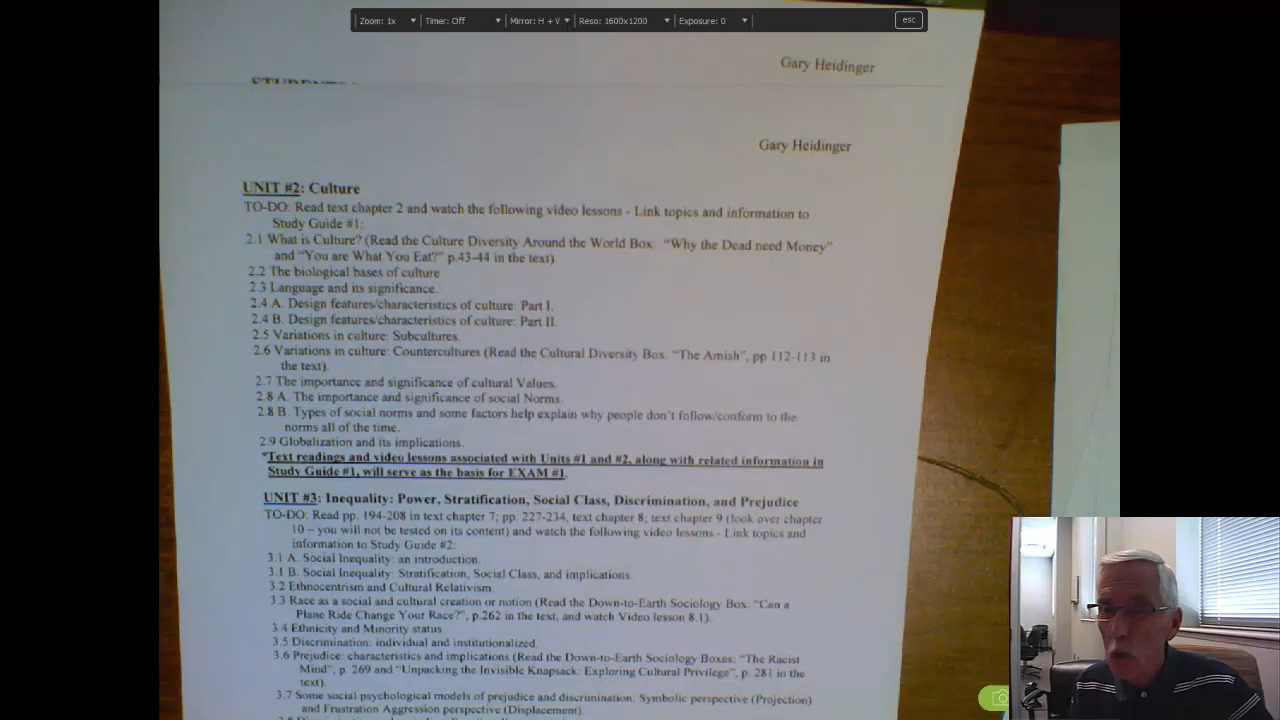 Zoom: 1x Timer: Off Mirror: H + V Reso: 1600x1200 Exposure: 0 esc
Gary Heidinger
Gary Heidinger
UNIT #2: Culture
TO-DO: Read text chapter 2 and watch the following video lessons - Link topics and information to
Study Guide #1:
2.1 What is Culture? (Read the Culture Diversity Around the World Box: "Why the Dead need Money"
and "You are What You Eat?" p.43-44 in the text).
2.2 The biological bases of culture
2.3 Language and its significance.
2.4 A. Design features/characteristics of culture: Part I.
2.4 B. Design features/characteristics of culture: Part II.
2.5 Variations in culture: Subcultures.
2.6 Variations in culture: Countercultures (Read the Cultural Diversity Box: "The Amish", pp 112-113 in
the text).
2.7 The importance and significance of cultural Values.
2.8 A. The importance and significance of social Norms.
2.8 B. Types of social norms and some factors help explain why people don't follow/conform to the
norms all of the time.
2.9 Globalization and its implications.
*Text readings and video lessons associated with Units #1 and #2, along with related information in
Study Guide #1, will serve as the basis for EXAM #1.
UNIT #3: Inequality: Power, Stratification, Social Class, Discrimination, and Prejudice
TO-DO: Read pp. 194-208 in text chapter 7; pp. 227-234, text chapter 8; text chapter 9 (look over chapter
10 – you will not be tested on its content) and watch the following video lessons - Link topics and
information to Study Guide #2:
3.1 A. Social Inequality: an introduction.
3.1 B. Social Inequality: Stratification, Social Class, and implications.
3.2 Ethnocentrism and Cultural Relativism.
3.3 Race as a social and cultural creation or notion (Read the Down-to-Earth Sociology Box: "Can a
Plane Ride Change Your Race?", p.262 in the text, and watch Video lesson 8.1).
3.4 Ethnicity and Minority status.
3.5 Discrimination: individual and institutionalized.
3.6 Prejudice: characteristics and implications (Read the Down-to-Earth Sociology Boxes: "The Racist
Mind", p. 269 and "Unpacking the Invisible Knapsack: Exploring Cultural Privilege", p. 281 in the
text).
3.7 Some social psychological models of prejudice and discrimination: Symbolic perspective (Projection)
and Frustration Aggression perspective (Displacement).